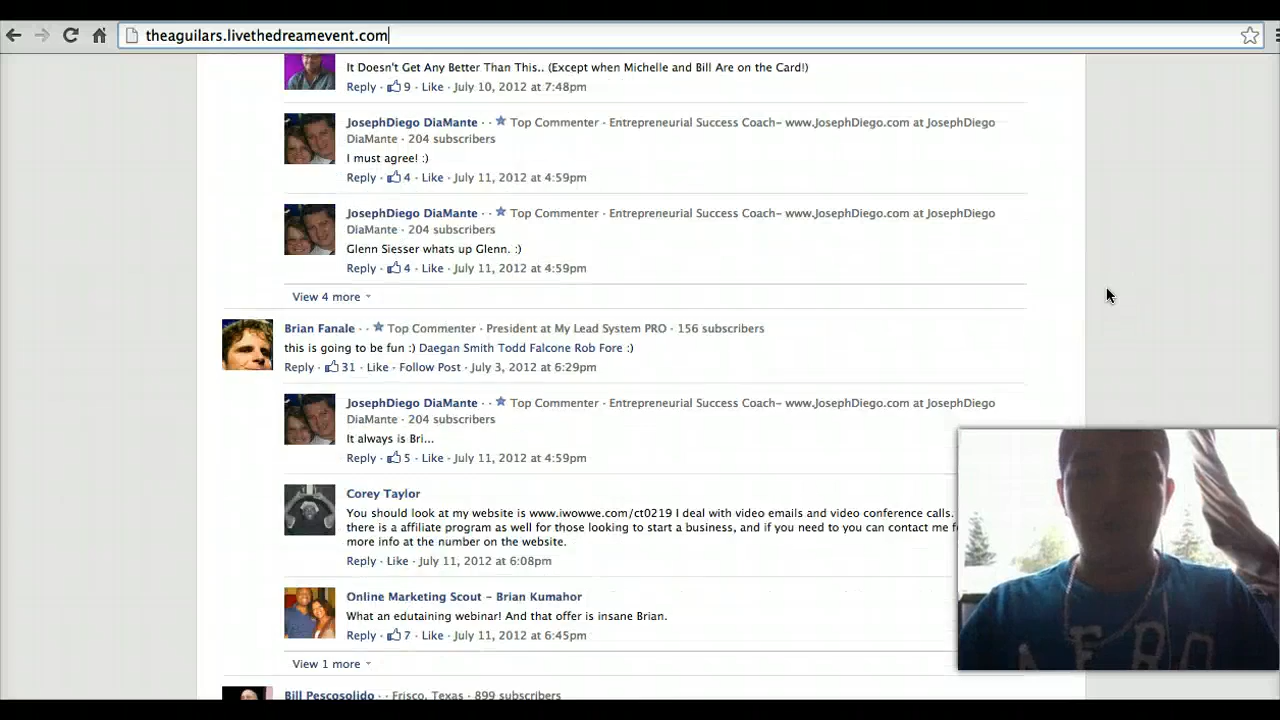 theaguilars.livethedreamevent.com
It Doesn't Get Any Better Than This.. (Except when Michelle and Bill Are on the Card!)
Reply · 9 · Like · July 10, 2012 at 7:48pm
JosephDiego DiaMante · · Top Commenter · Entrepreneurial Success Coach- www.JosephDiego.com at JosephDiego
DiaMante · 204 subscribers
I must agree! :)
Reply · 4 · Like · July 11, 2012 at 4:59pm
JosephDiego DiaMante · · Top Commenter · Entrepreneurial Success Coach- www.JosephDiego.com at JosephDiego
DiaMante · 204 subscribers
Glenn Siesser whats up Glenn. :)
Reply · 4 · Like · July 11, 2012 at 4:59pm
View 4 more
Brian Fanale · · Top Commenter · President at My Lead System PRO · 156 subscribers
this is going to be fun :) Daegan Smith Todd Falcone Rob Fore :)
Reply · 31 · Like · Follow Post · July 3, 2012 at 6:29pm
JosephDiego DiaMante · · Top Commenter · Entrepreneurial Success Coach- www.JosephDiego.com at JosephDiego
DiaMante · 204 subscribers
It always is Bri...
Reply · 5 · Like · July 11, 2012 at 4:59pm
Corey Taylor
You should look at my website is www.iwowwe.com/ct0219 I deal with video emails and video conference calls.
there is a affiliate program as well for those looking to start a business, and if you need to you can contact me
more info at the number on the website.
Reply · Like · July 11, 2012 at 6:08pm
Online Marketing Scout - Brian Kumahor
What an edutaining webinar! And that offer is insane Brian.
Reply · 7 · Like · July 11, 2012 at 6:45pm
View 1 more
Bill Pescosolido · · Frisco, Texas · 899 subscribers
AERO